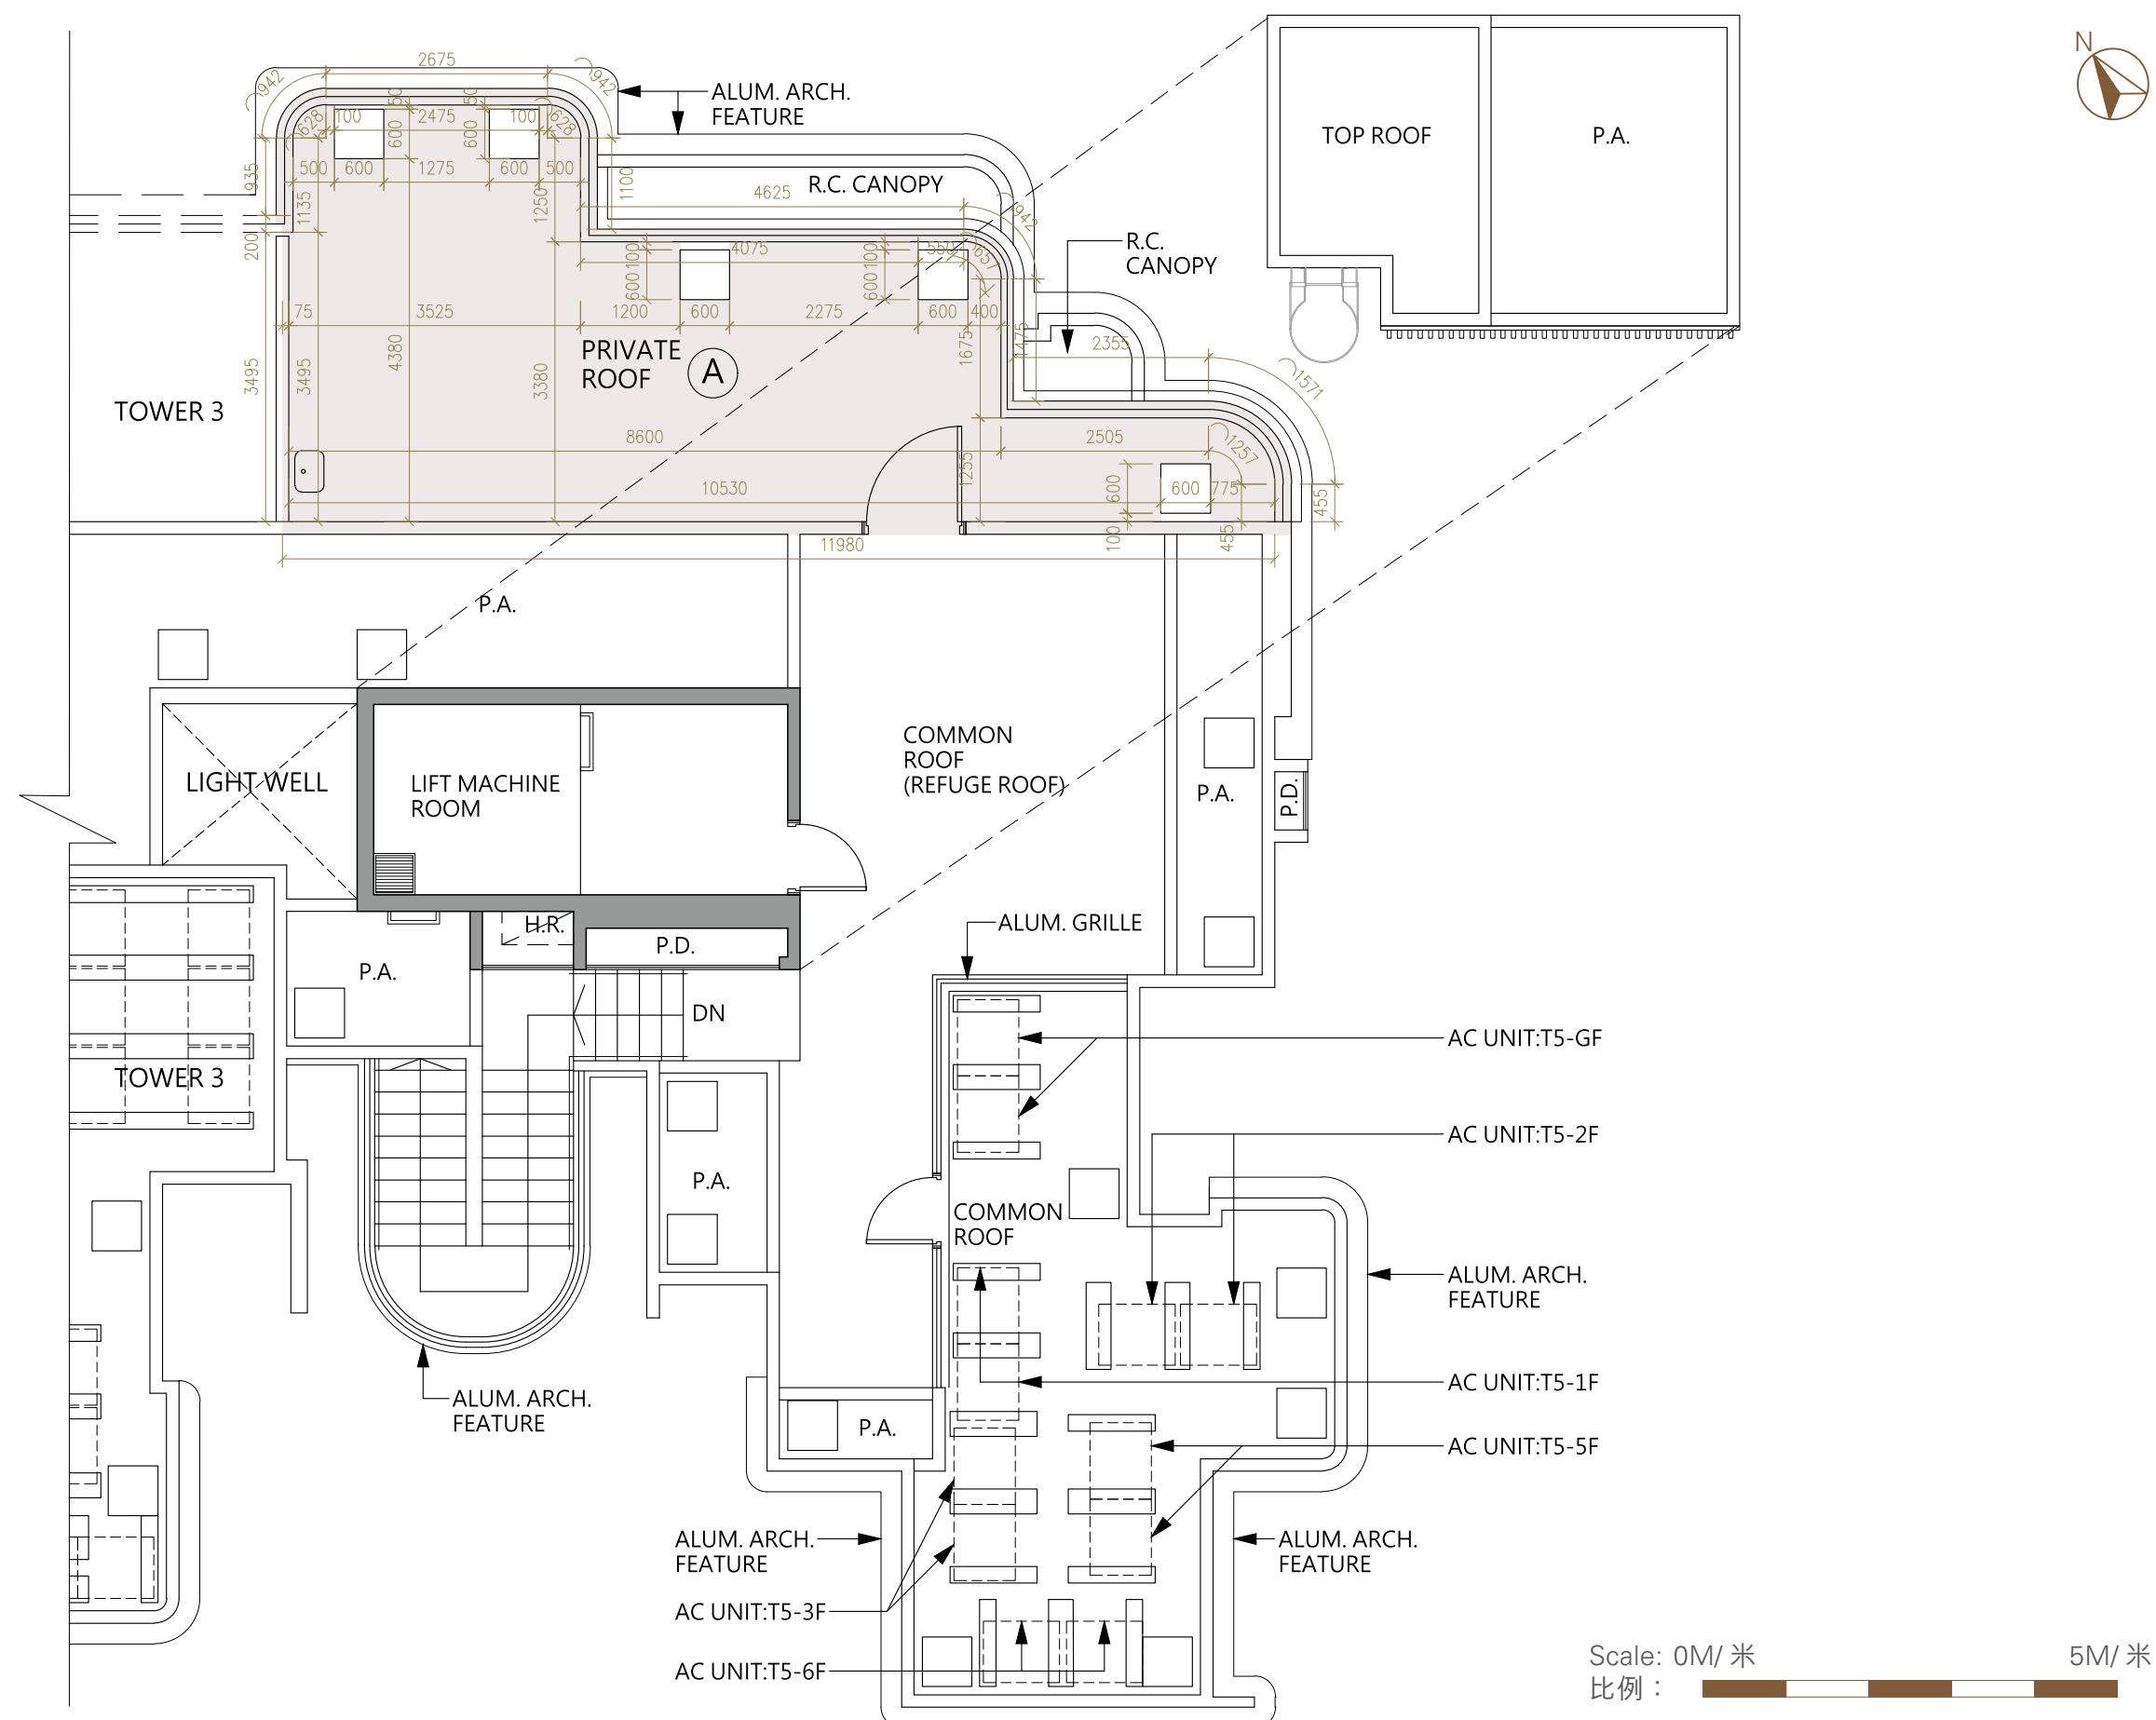 N
2675
942
942
ALUM. ARCH.
FEATURE
50
50
100
2475
100
628
628
600
600
TOP ROOF
P.A.
500
600
1275
600
500
935
1135
1250
1100
R.C. CANOPY
4625
942
200
R.C.
CANOPY
100
4075
100
550
657
600
600
75
3525
1200
600
2275
600
400
1675
1475
2355
PRIVATE
ROOF
A
3495
3495
4380
3380
1571
TOWER 3
8600
2505
1257
1255
10530
600
600
775
455
100
455
11980
P.A.
COMMON
ROOF
(REFUGE ROOF)
LIGHT WELL
LIFT MACHINE
ROOM
P.A.
P.D.
H.R.
P.D.
ALUM. GRILLE
P.A.
DN
AC UNIT:T5-GF
TOWER 3
AC UNIT:T5-2F
P.A.
COMMON
ROOF
ALUM. ARCH.
FEATURE
AC UNIT:T5-1F
ALUM. ARCH.
FEATURE
P.A.
AC UNIT:T5-5F
ALUM. ARCH.
FEATURE
ALUM. ARCH.
FEATURE
AC UNIT:T5-3F
AC UNIT:T5-6F
Scale: 0M/ 米 5M/ 米
比例：